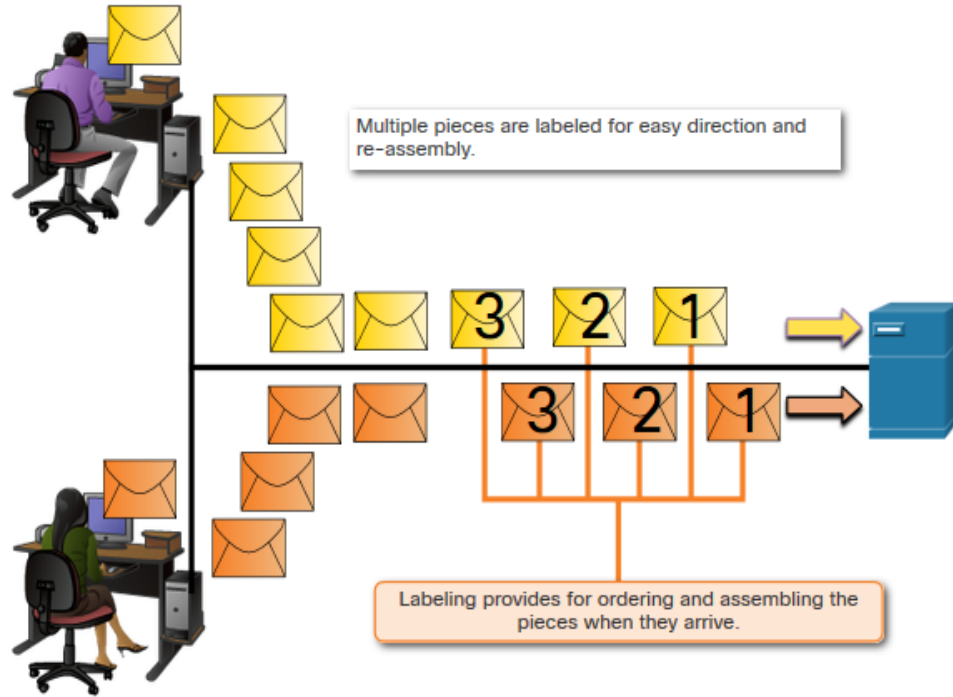 Multiple pieces are labeled for easy direction and
re-assembly.
3 2 1
3 2 1
Labeling provides for ordering and assembling the
pieces when they arrive.